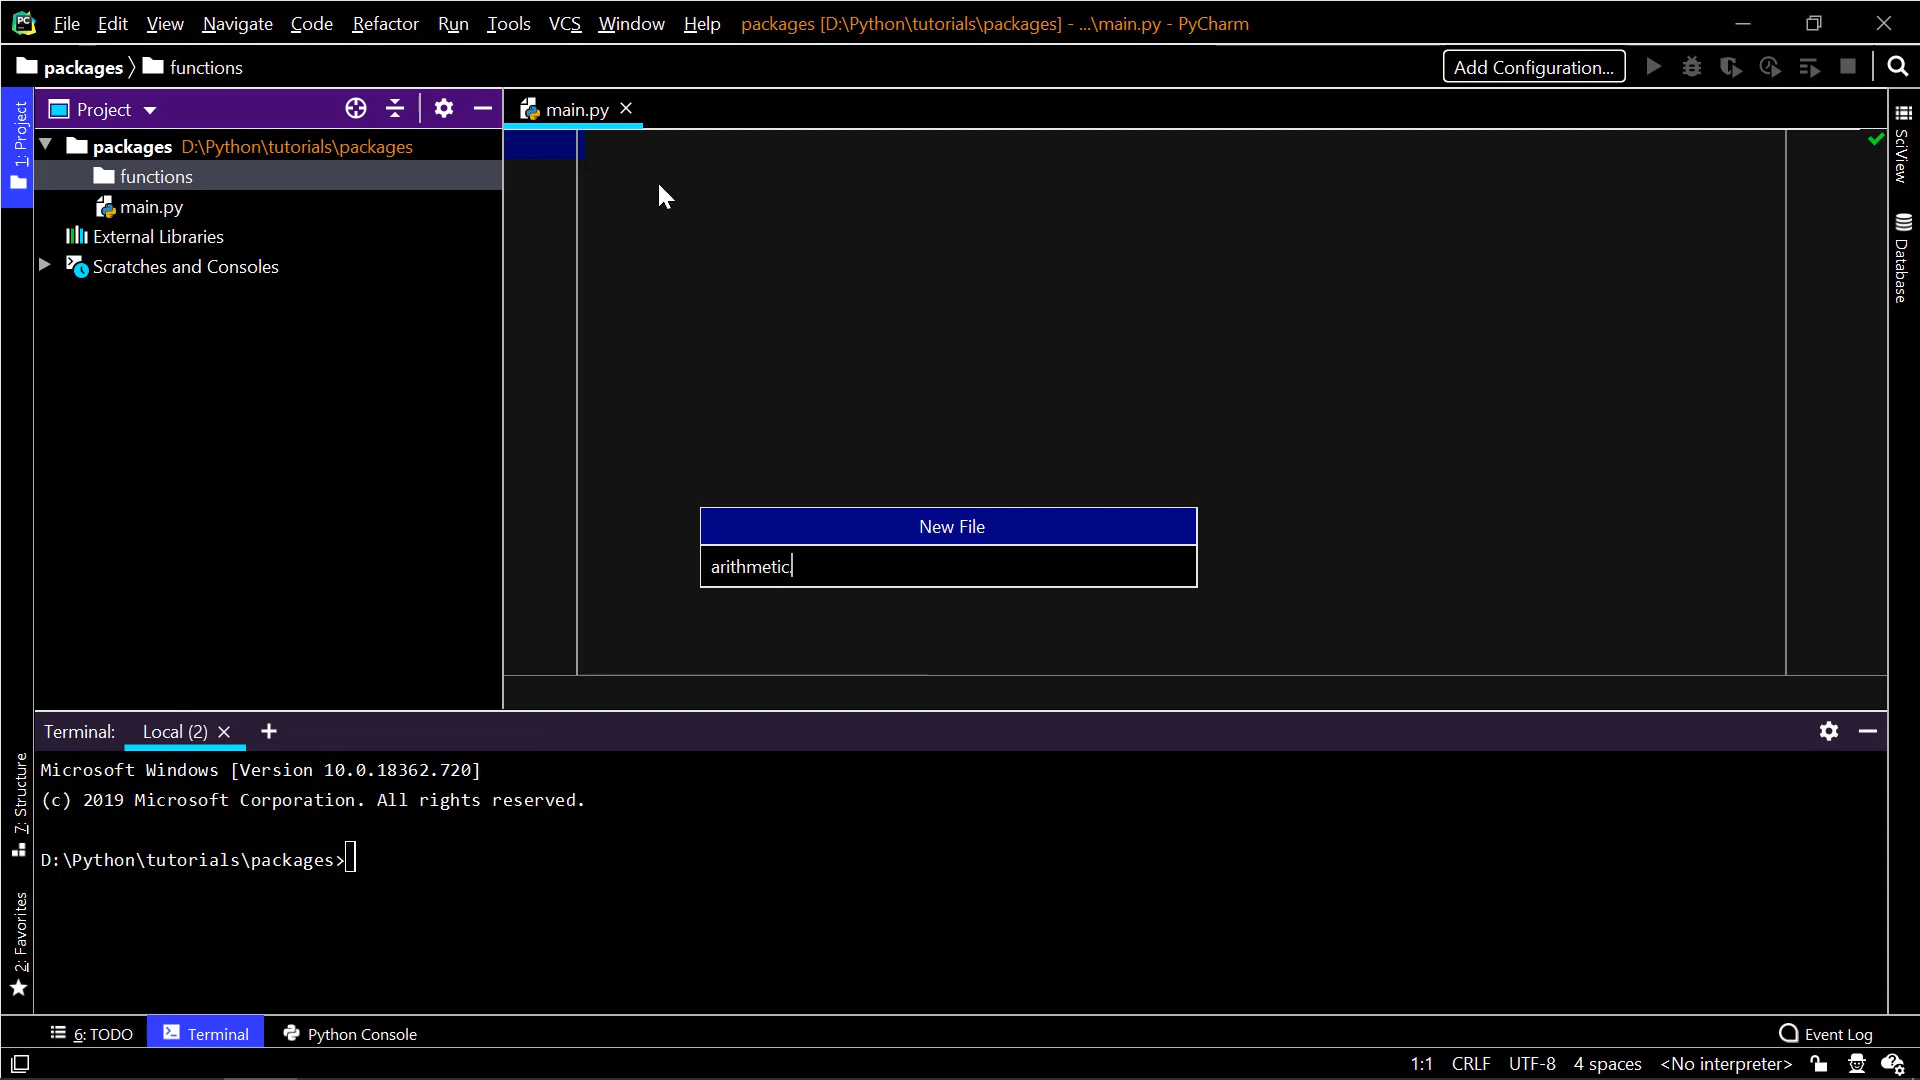 PC File Edit View Navigate Code Refactor Run Tools VCS Window Help packages [D:\Python\tutorials\packages] - ...\main.py - PyCharm
packages functions Add Configuration...
1: Project
Project
main.py
packages D:\Python\tutorials\packages
functions
main.py
External Libraries
Scratches and Consoles
SciView
Database
New File
arithmetic.
Terminal: Local (2)
Microsoft Windows [Version 10.0.18362.720]
(c) 2019 Microsoft Corporation. All rights reserved.
D:\Python\tutorials\packages>
7: Structure
2: Favorites
6: TODO Terminal Python Console Event Log
1:1 CRLF UTF-8 4 spaces <No interpreter>